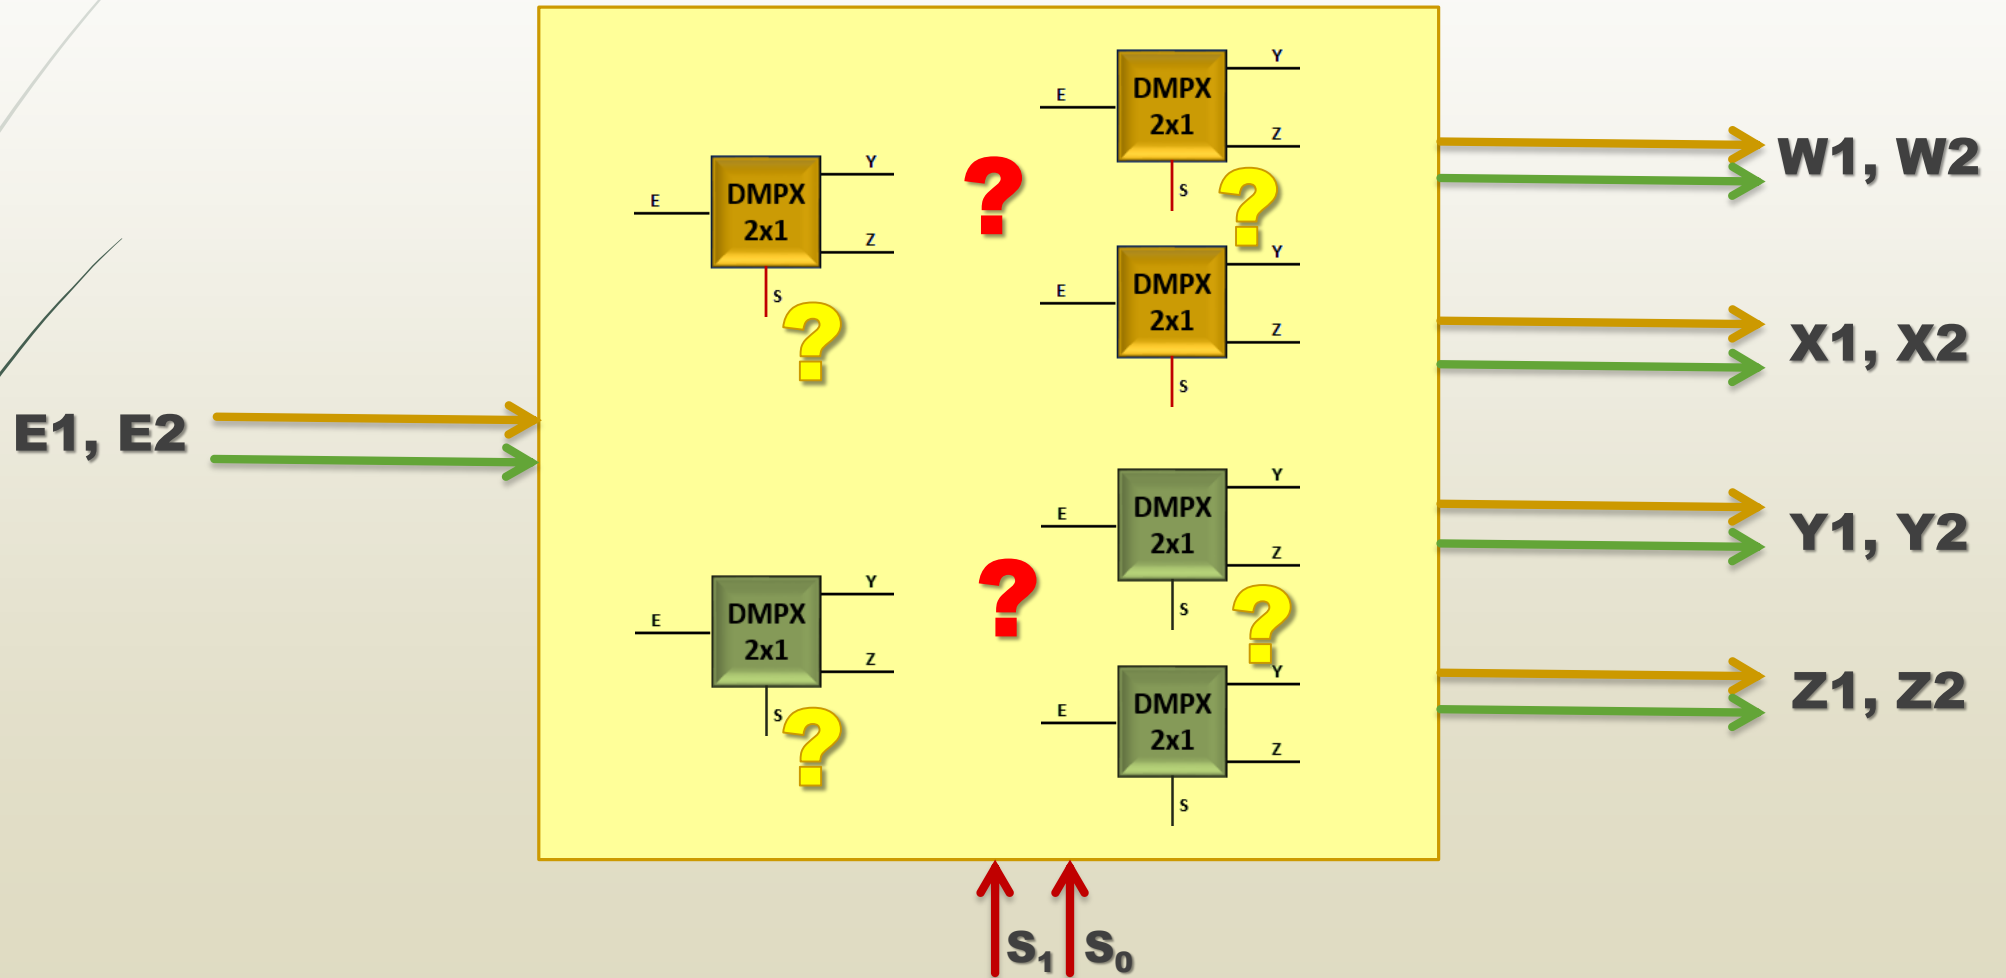 Y
E
DMPX
2x1
Z
S
?
Y
E
DMPX
2x1
Z
S
?
?
Y
E
DMPX
2x1
Z
S
W1, W2
X1, X2
Y1, Y2
Z1, Z2
E1, E2
Y
E
DMPX
2x1
Z
S
?
?
Y
E
DMPX
2x1
Z
S
?
Y
E
DMPX
2x1
Z
S
S1 S0